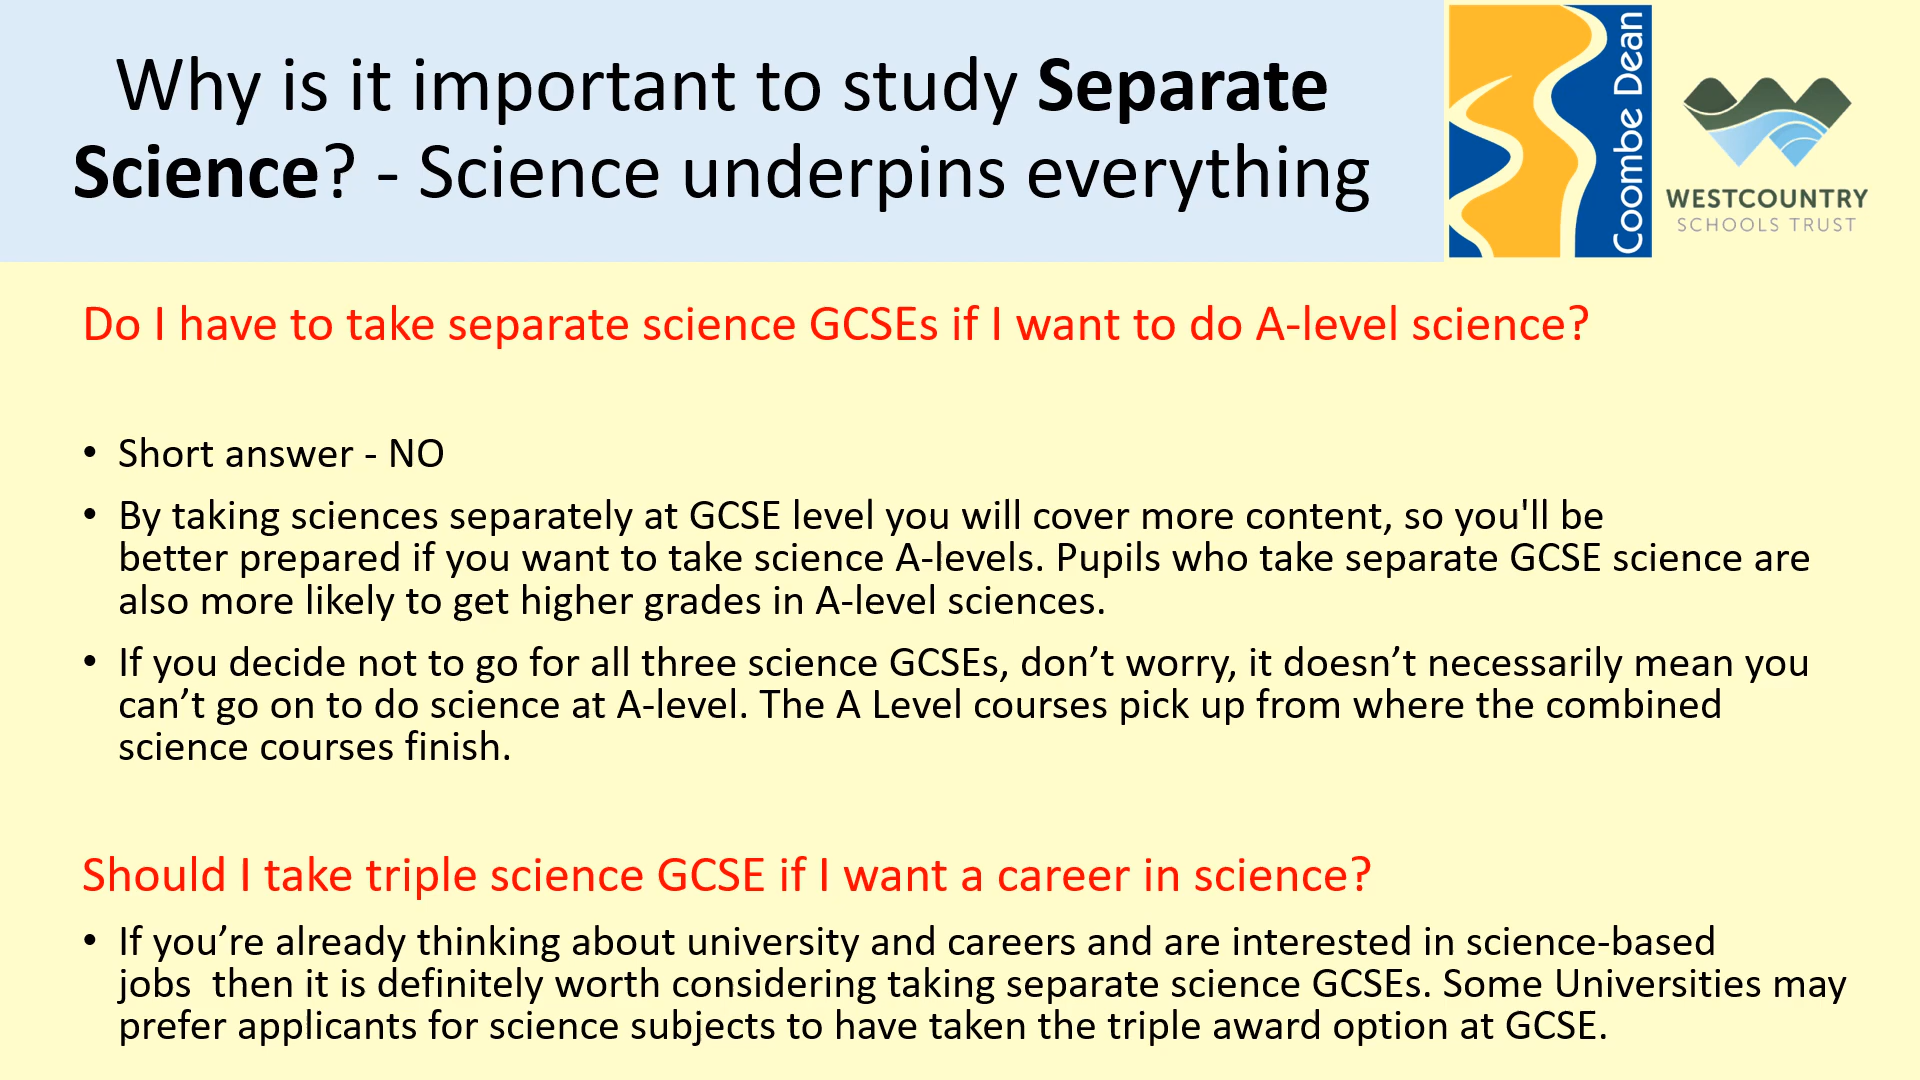 Why is it important to study Separate
Science? - Science underpins everything
Coombe Dean
WESTCOUNTRY
SCHOOLS TRUST
Do I have to take separate science GCSEs if I want to do A-level science?
• Short answer - NO
• By taking sciences separately at GCSE level you will cover more content, so you'll be
better prepared if you want to take science A-levels. Pupils who take separate GCSE science are
also more likely to get higher grades in A-level sciences.
• If you decide not to go for all three science GCSEs, don’t worry, it doesn’t necessarily mean you
can’t go on to do science at A-level. The A Level courses pick up from where the combined
science courses finish.
Should I take triple science GCSE if I want a career in science?
• If you’re already thinking about university and careers and are interested in science-based
jobs  then it is definitely worth considering taking separate science GCSEs. Some Universities may
prefer applicants for science subjects to have taken the triple award option at GCSE.